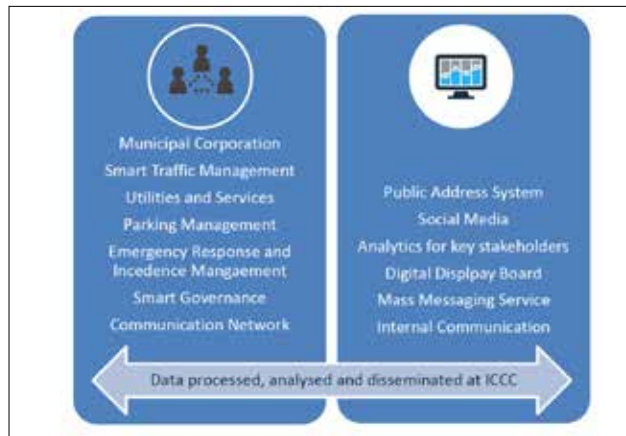 Municipal Corporation
Smart Traffic Management
Utilities and Services
Parking Management
Emergency Response and
Incedence Mangaement
Smart Governance
Communication Network
Public Address System
Social Media
Analytics for key stakeholders
Digital Displpay Board
Mass Messaging Service
Internal Communication
Data processed, analysed and disseminated at ICCC